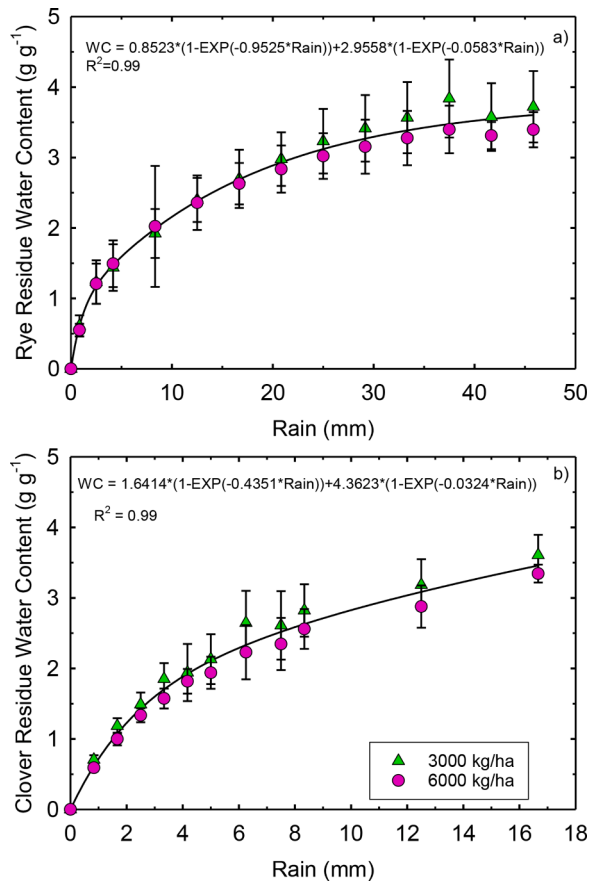 a)
WC = 0.8523*(1-EXP(-0.9525*Rain))+2.9558*(1-EXP(-0.0583*Rain))
R²=0.99
Rye Residue Water Content (g g⁻¹)
5
4
3
2
1
0
0 10 20 30 40 50
Rain (mm)
b)
WC = 1.6414*(1-EXP(-0.4351*Rain))+4.3623*(1-EXP(-0.0324*Rain))
R² = 0.99
Clover Residue Water Content (g g⁻¹)
5
4
3
2
1
0
3000 kg/ha
6000 kg/ha
0 2 4 6 8 10 12 14 16 18
Rain (mm)